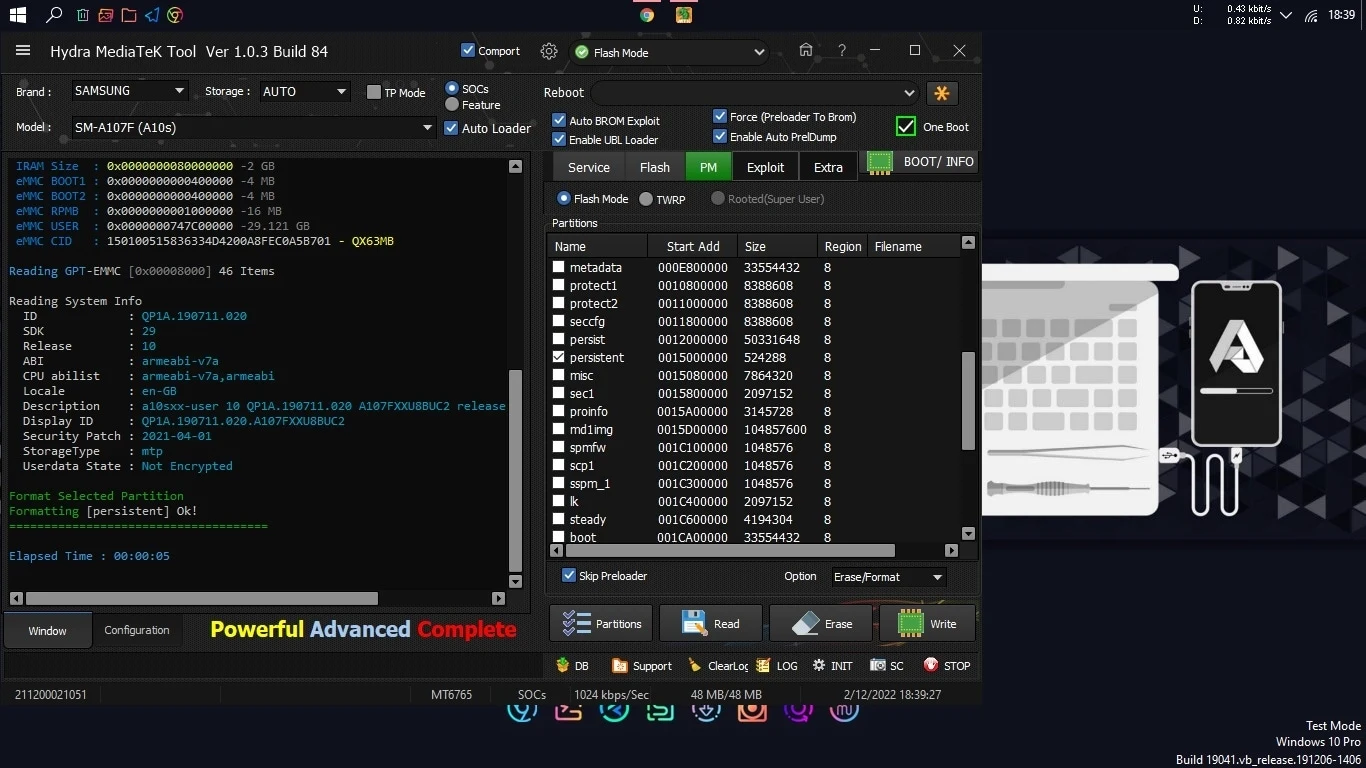 U: 0.43 kbit/s
D: 0.82 kbit/s
18:39
Hydra MediaTeK Tool Ver 1.0.3 Build 84
Comport
Flash Mode
?
Brand :
SAMSUNG
Storage :
AUTO
TP Mode
SOCs
Feature
Model :
SM-A107F (A10s)
Auto Loader
Reboot
Auto BROM Exploit
Force (Preloader To Brom)
Enable UBL Loader
Enable Auto PrelDump
One Boot
Service
Flash
PM
Exploit
Extra
BOOT/ INFO
Flash Mode
TWRP
Rooted(Super User)
IRAM Size : 0x0000000080000000 -2 GB
eMMC BOOT1 : 0x0000000000400000 -4 MB
eMMC BOOT2 : 0x0000000000400000 -4 MB
eMMC RPMB : 0x0000000001000000 -16 MB
eMMC USER : 0x0000000747C00000 -29.121 GB
eMMC CID : 150100515836334D4200A8FEC0A5B701 - QX63MB
Reading GPT-EMMC [0x00008000] 46 Items
Reading System Info
ID : QP1A.190711.020
SDK : 29
Release : 10
ABI : armeabi-v7a
CPU abilist : armeabi-v7a,armeabi
Locale : en-GB
Description : a10sxx-user 10 QP1A.190711.020 A107FXXU8BUC2 release
Display ID : QP1A.190711.020.A107FXXU8BUC2
Security Patch : 2021-04-01
StorageType : mtp
Userdata State : Not Encrypted
Format Selected Partition
Formatting [persistent] Ok!
=====================================
Elapsed Time : 00:00:05
Partitions
Name Start Add Size Region Filename
metadata 000E800000 33554432 8
protect1 0010800000 8388608 8
protect2 0011000000 8388608 8
seccfg 0011800000 8388608 8
persist 0012000000 50331648 8
persistent 0015000000 524288 8
misc 0015080000 7864320 8
sec1 0015800000 2097152 8
proinfo 0015A00000 3145728 8
md1img 0015D00000 104857600 8
spmfw 001C100000 1048576 8
scp1 001C200000 1048576 8
sspm_1 001C300000 1048576 8
lk 001C400000 2097152 8
steady 001C600000 4194304 8
boot 001CA00000 33554432 8
Skip Preloader
Option
Erase/Format
Window
Configuration
Powerful Advanced Complete
Partitions
Read
Erase
Write
DB
Support
ClearLog
LOG
INIT
SC
STOP
211200021051
MT6765
SOCs
1024 kbps/Sec
48 MB/48 MB
2/12/2022 18:39:27
Test Mode
Windows 10 Pro
Build 19041.vb_release.191206-1406